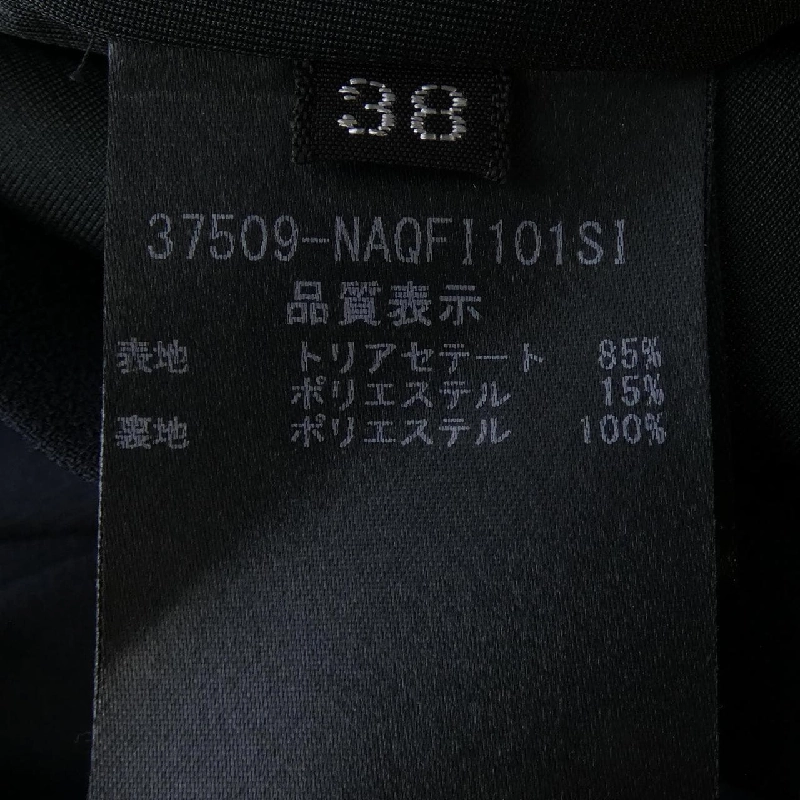 38
37509-NAQFI101SI
品質表示
表地 トリアセテート 85%
ポリエステル 15%
裏地 ポリエステル 100%